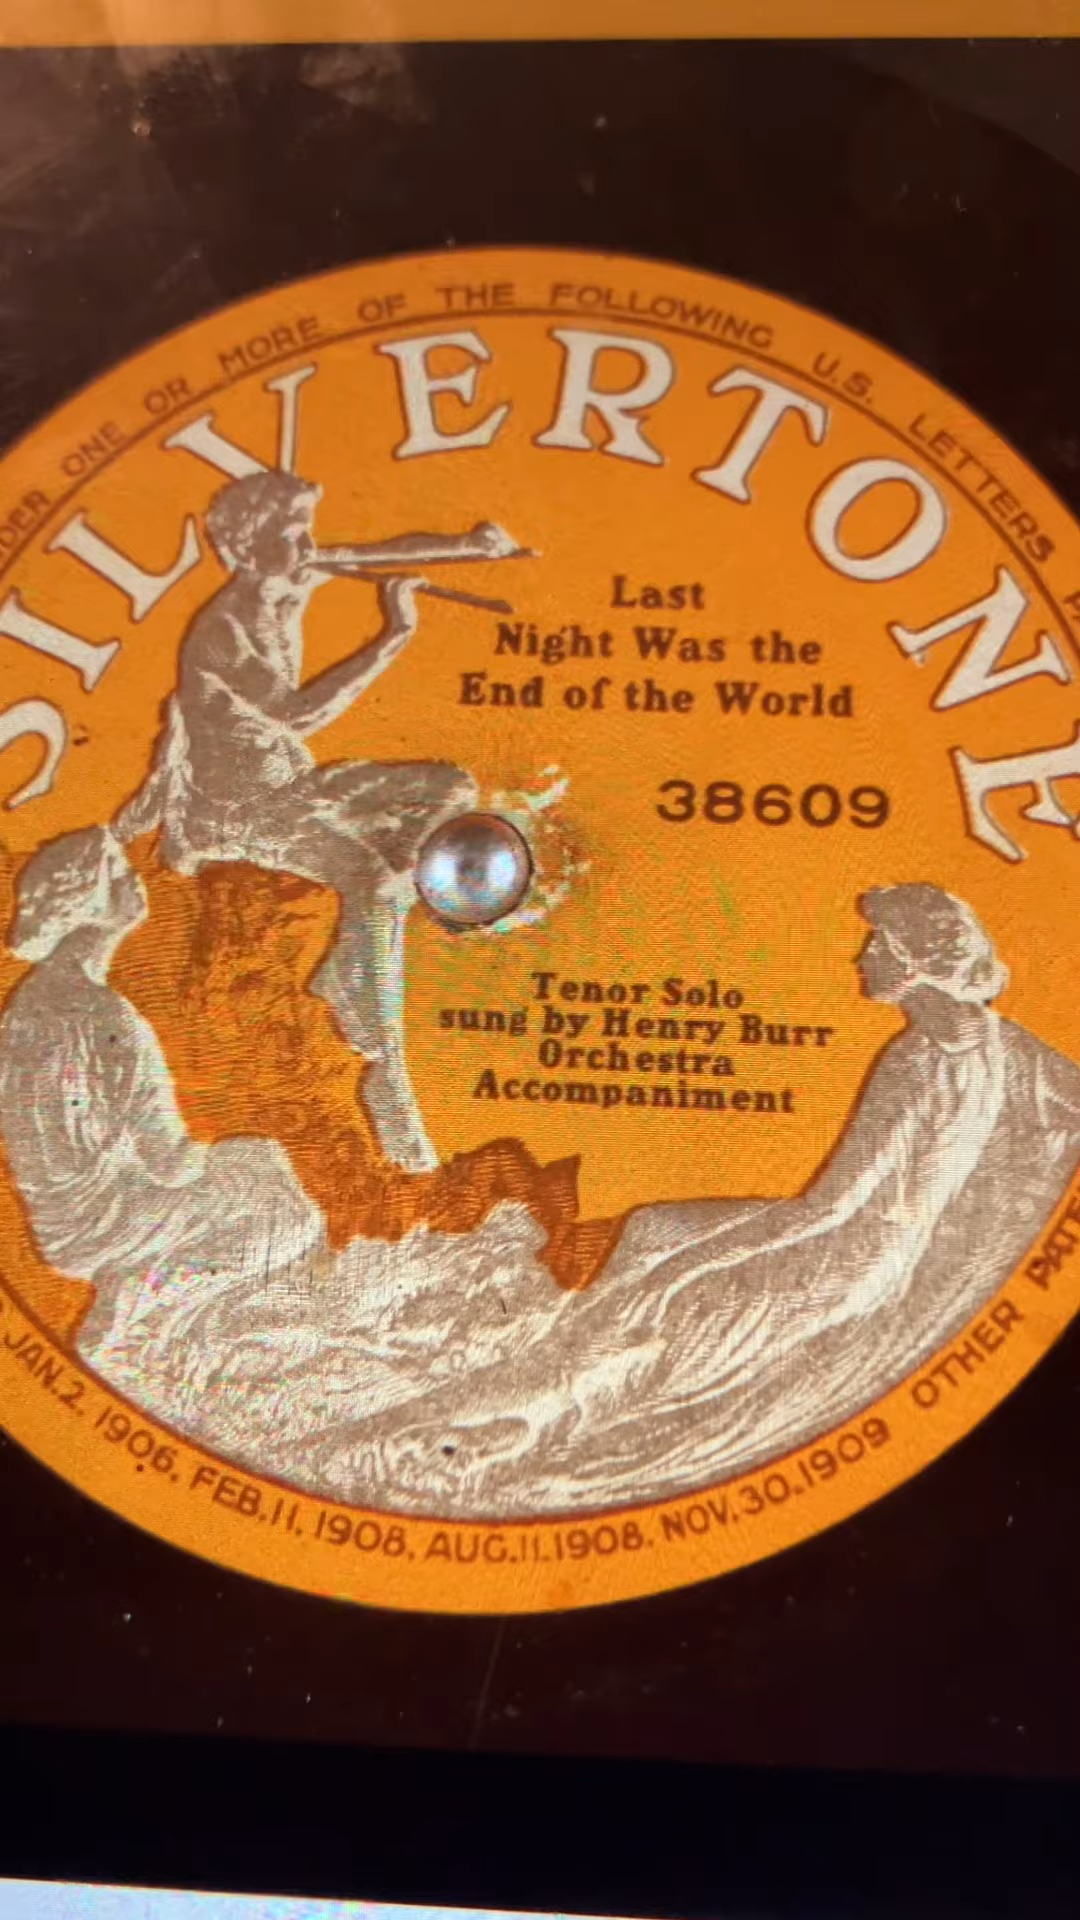 ONE OR MORE OF THE FOLLOWING U.S. LETTERS
SILVERTONE
Last
Night Was the
End of the World
38609
Tenor Solo
sung by Henry Burr
Orchestra
Accompaniment
JAN.2, 1906, FEB.11, 1908, AUG.11.1908, NOV.30.1909 OTHER